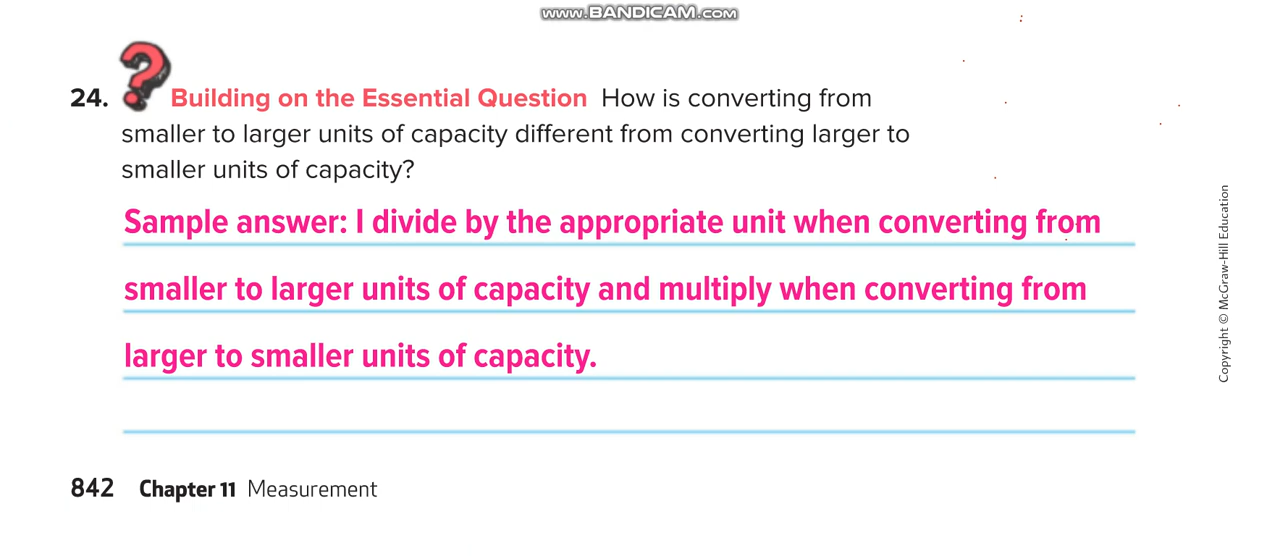 www.BANDICAM.com
24. Building on the Essential Question How is converting from
smaller to larger units of capacity different from converting larger to
smaller units of capacity?
Sample answer: I divide by the appropriate unit when converting from
smaller to larger units of capacity and multiply when converting from
larger to smaller units of capacity.
842 Chapter 11 Measurement
Copyright © McGraw-Hill Education